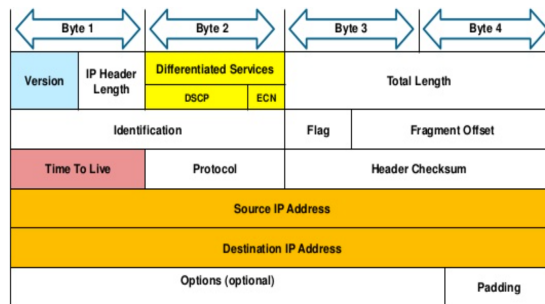 Byte 1 Byte 2 Byte 3 Byte 4
Version IP Header Length Differentiated Services Total Length
DSCP ECN
Identification Flag Fragment Offset
Time To Live Protocol Header Checksum
Source IP Address
Destination IP Address
Options (optional) Padding